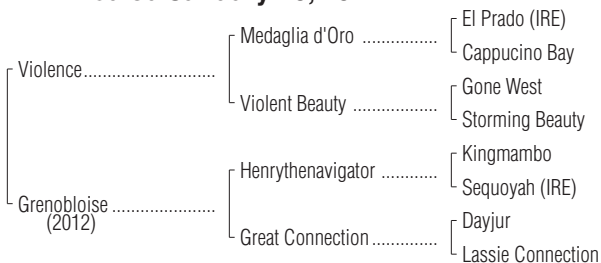 El Prado (IRE)
Medaglia d'Oro ................
Cappucino Bay
Violence...........................
Gone West
Violent Beauty ..................
Storming Beauty
Kingmambo
Henrythenavigator ............
Sequoyah (IRE)
Grenobloise .....................
(2012)
Dayjur
Great Connection..............
Lassie Connection